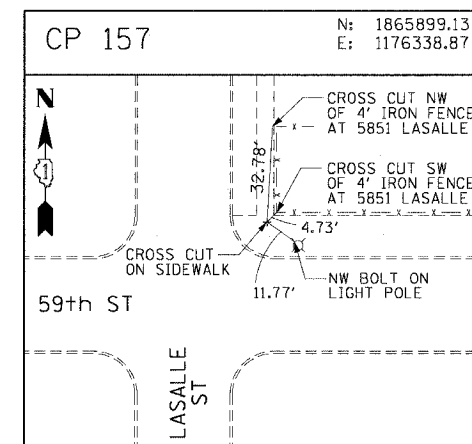 CP 157
N: 1865899.13
E: 1176338.87
N
1
CROSS CUT NW
OF 4' IRON FENCE
AT 5851 LASALLE
32.78'
CROSS CUT SW
OF 4' IRON FENCE
AT 5851 LASALLE
4.73'
CROSS CUT
ON SIDEWALK
11.77'
NW BOLT ON
LIGHT POLE
59th ST
LASALLE
ST